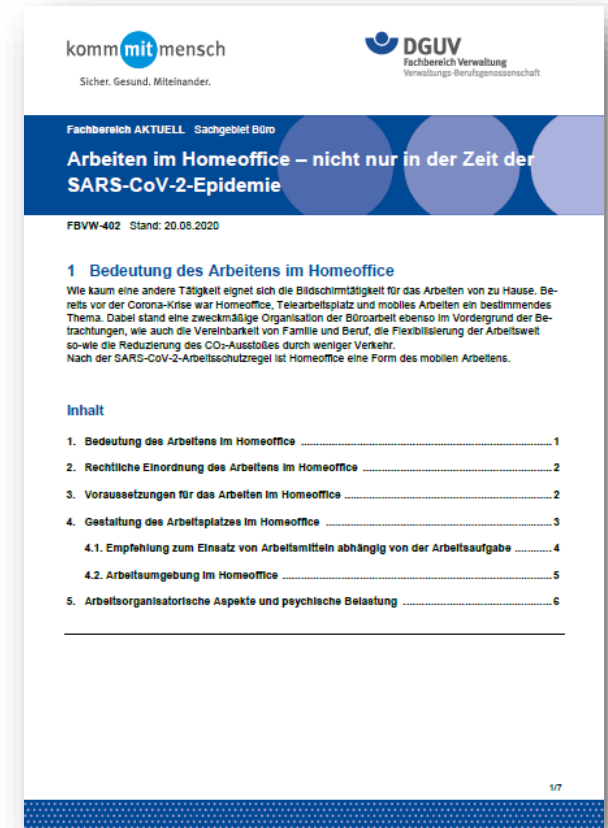 komm mit mensch
Sicher. Gesund. Miteinander.
DGUV
Fachbereich Verwaltung
Verwaltungs-Berufsgenossenschaft
Fachbereich AKTUELL Sachgebiet Büro
Arbeiten im Homeoffice – nicht nur in der Zeit der
SARS-CoV-2-Epidemie
FBVW-402 Stand: 20.08.2020
1 Bedeutung des Arbeitens im Homeoffice
Wie kaum eine andere Tätigkeit eignet sich die Bildschirmtätigkeit für das Arbeiten von zu Hause. Be-
reits vor der Corona-Krise war Homeoffice, Telearbeitsplatz und mobiles Arbeiten ein bestimmendes
Thema. Dabei stand eine zweckmäßige Organisation der Büroarbeit ebenso im Vordergrund der Be-
trachtungen, wie auch die Vereinbarkeit von Familie und Beruf, die Flexibilisierung der Arbeitswelt
so-wie die Reduzierung des CO₂-Ausstoßes durch weniger Verkehr.
Nach der SARS-CoV-2-Arbeitsschutzregel ist Homeoffice eine Form des mobilen Arbeitens.
Inhalt
1. Bedeutung des Arbeitens im Homeoffice ........ 1
2. Rechtliche Einordnung des Arbeitens im Homeoffice ........ 2
3. Voraussetzungen für das Arbeiten im Homeoffice ........ 2
4. Gestaltung des Arbeitsplatzes im Homeoffice ........ 3
4.1. Empfehlung zum Einsatz von Arbeitsmitteln abhängig von der Arbeitsaufgabe ........ 4
4.2. Arbeitsumgebung im Homeoffice ........ 5
5. Arbeitsorganisatorische Aspekte und psychische Belastung ........ 6
1/7